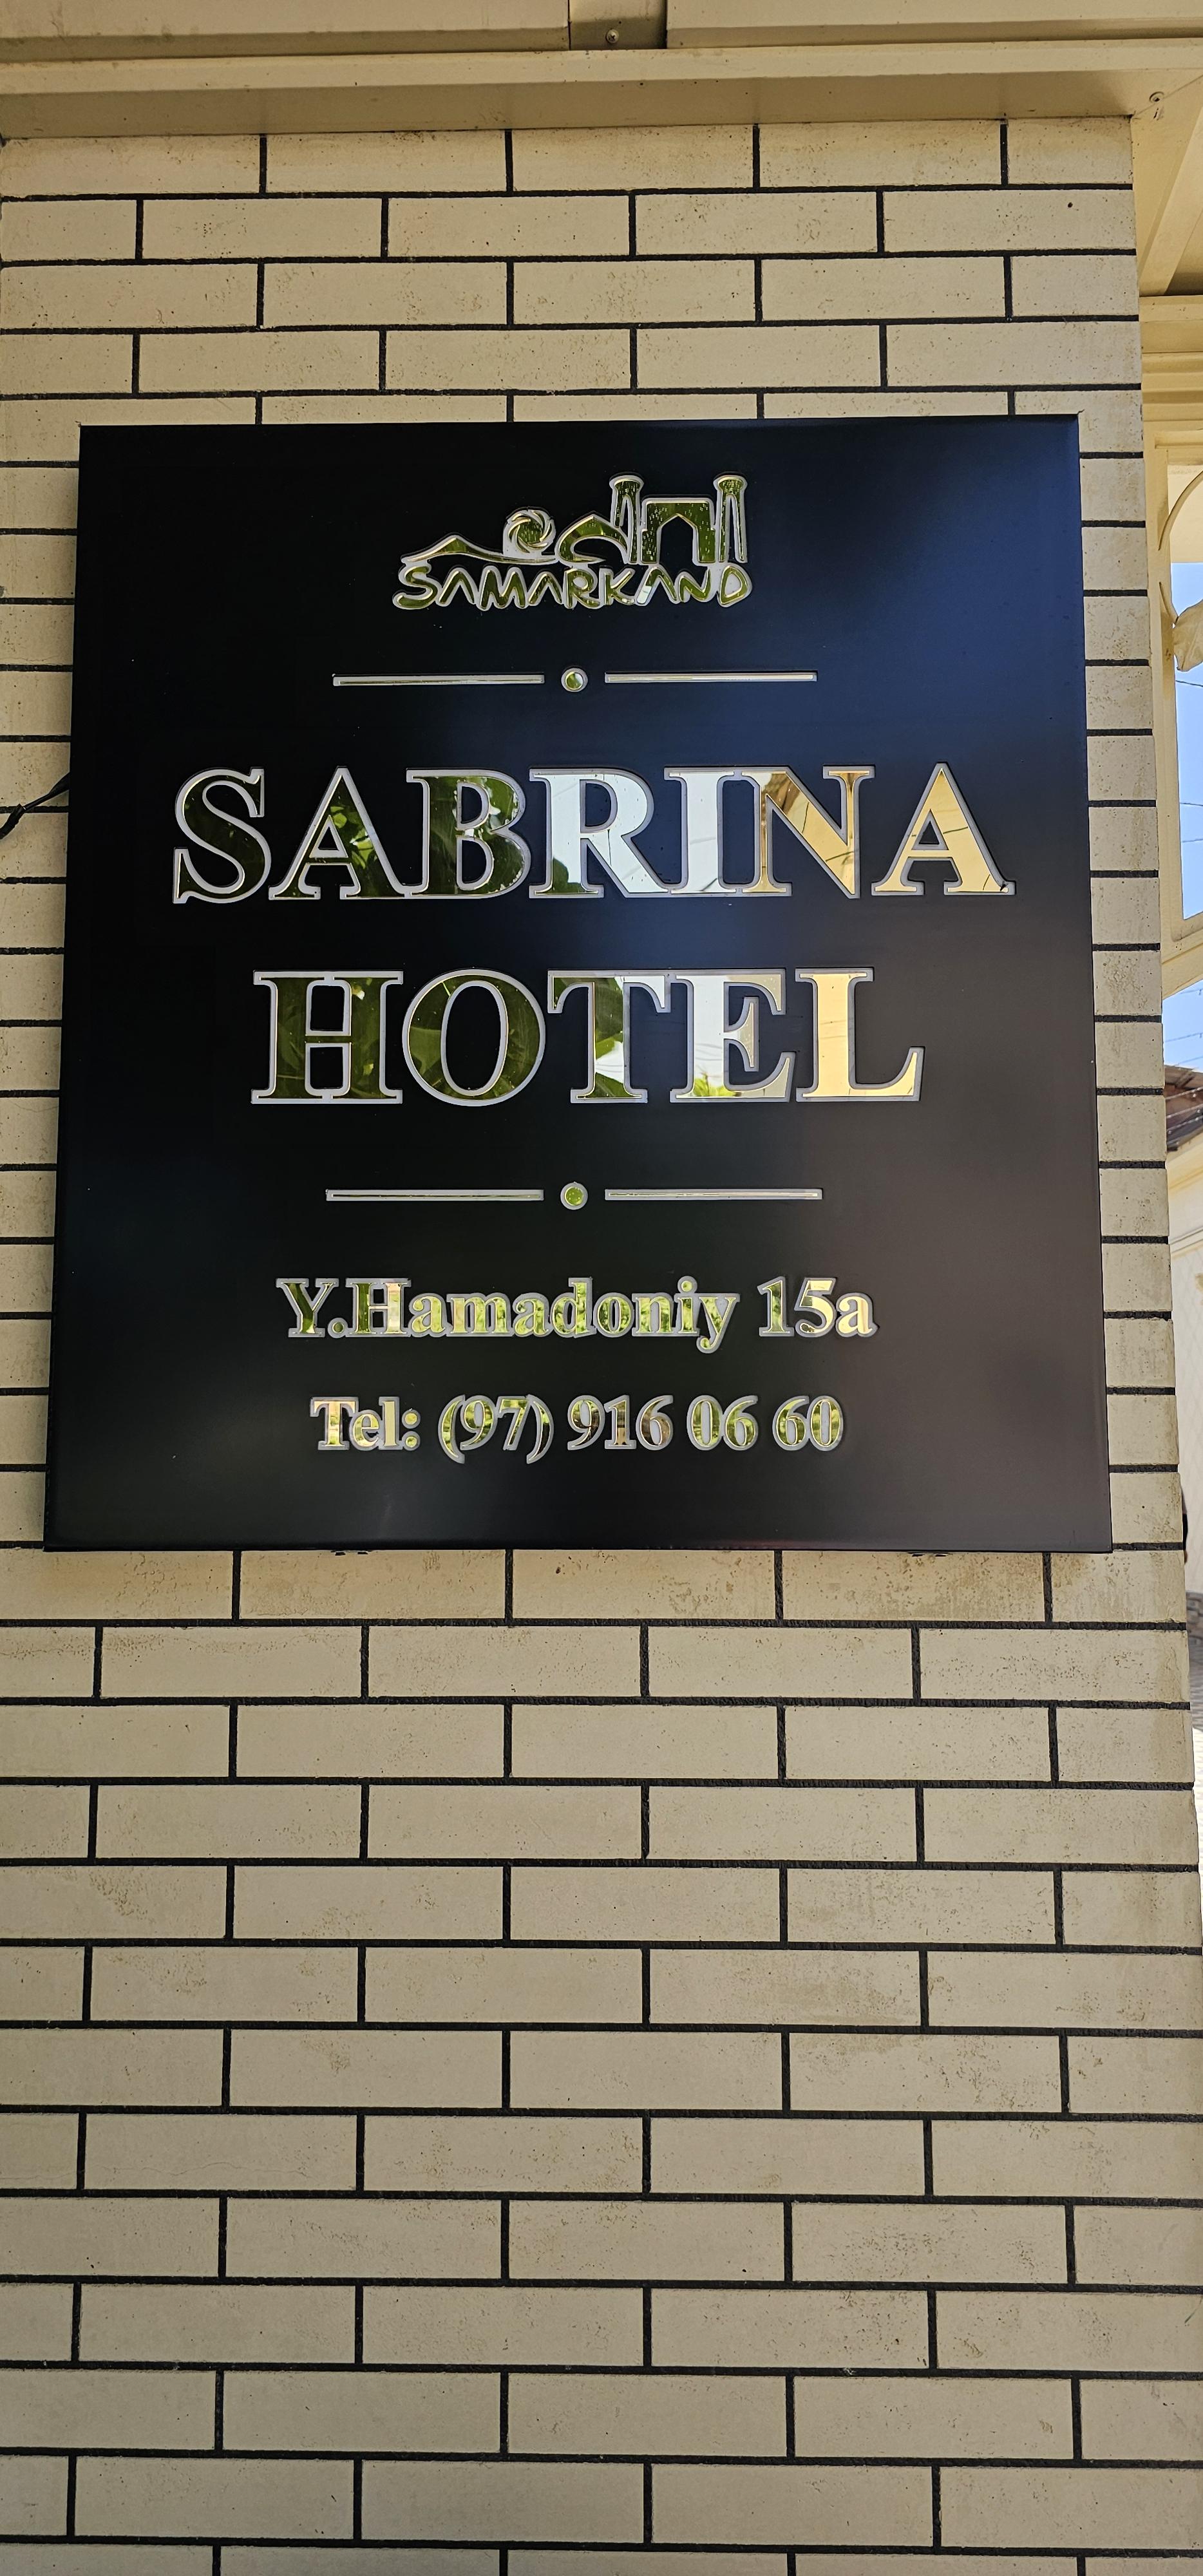 SAMARKAND
SABRINA
HOTEL
Y.Hamadoniy 15a
Tel: (97) 916 06 60